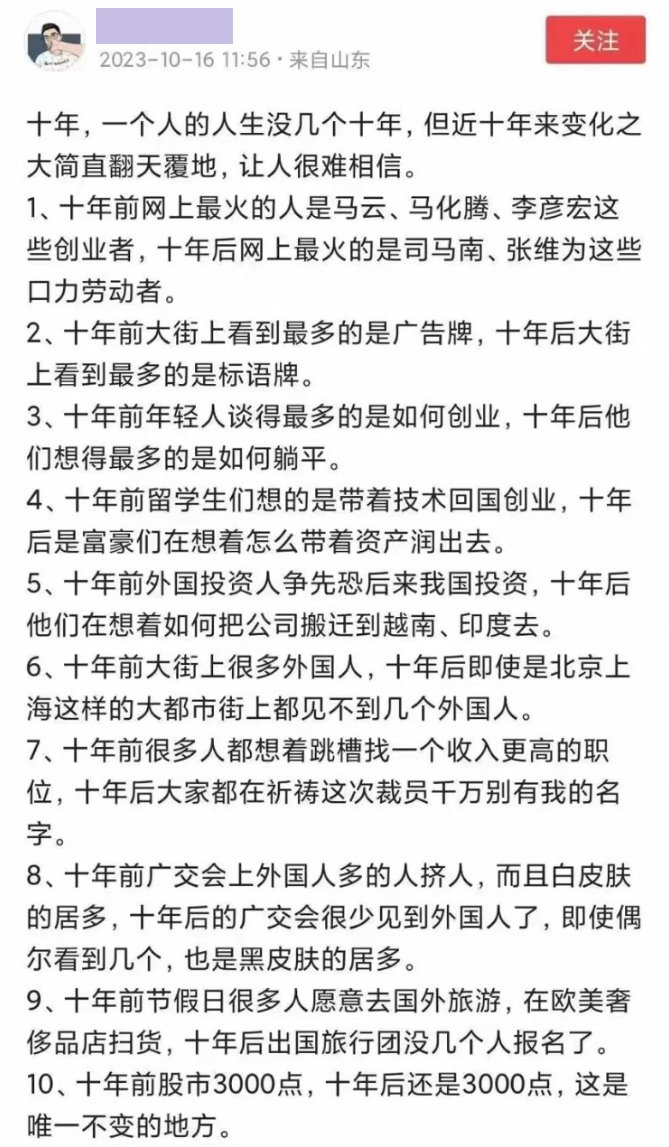 2023-10-16 11:56·来自山东
关注
十年，一个人的人生没几个十年，但近十年来变化之
大简直翻天覆地，让人很难相信。
1、十年前网上最火的人是马云、马化腾、李彦宏这
些创业者，十年后网上最火的是司马南、张维为这些
口力劳动者。
2、十年前大街上看到最多的是广告牌，十年后大街
上看到最多的是标语牌。
3、十年前年轻人谈得最多的是如何创业，十年后他
们想得最多的是如何躺平。
4、十年前留学生们想的是带着技术回国创业，十年
后是富豪们在想着怎么带着资产润出去。
5、十年前外国投资人争先恐后来我国投资，十年后
他们在想着如何把公司搬迁到越南、印度去。
6、十年前大街上很多外国人，十年后即使是北京上
海这样的大都市街上都见不到几个外国人。
7、十年前很多人都想着跳槽找一个收入更高的职
位，十年后大家都在祈祷这次裁员千万别有我的名
字。
8、十年前广交会上外国人多的人挤人，而且白皮肤
的居多，十年后的广交会很少见到外国人了，即使偶
尔看到几个，也是黑皮肤的居多。
9、十年前节假日很多人愿意去国外旅游，在欧美奢
侈品店扫货，十年后出国旅行团没几个人报名了。
10、十年前股市3000点，十年后还是3000点，这是
唯一不变的地方。